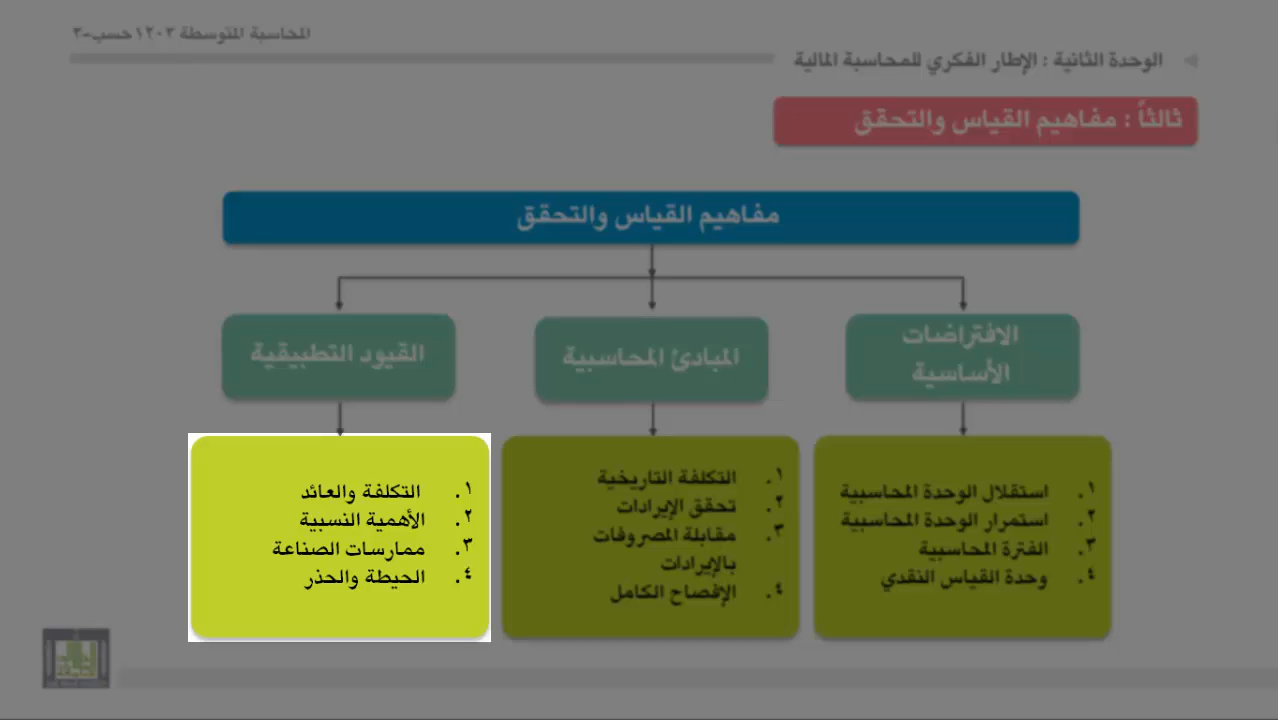 المحاسبة المتوسطة ١٢٠٣ حسب-٣
الوحدة الثانية : الإطار الفكري للمحاسبة المالية
ثالثاً : مفاهيم القياس والتحقق
مفاهيم القياس والتحقق
الافتراضات
الأساسية
١. استقلال الوحدة المحاسبية
٢. استمرار الوحدة المحاسبية
٣. الفترة المحاسبية
٤. وحدة القياس النقدي
المبادئ المحاسبية
١. التكلفة التاريخية
٢. تحقق الإيرادات
٣. مقابلة المصروفات
بالإيرادات
٤. الإفصاح الكامل
القيود التطبيقية
١. التكلفة والعائد
٢. الأهمية النسبية
٣. ممارسات الصناعة
٤. الحيطة والحذر